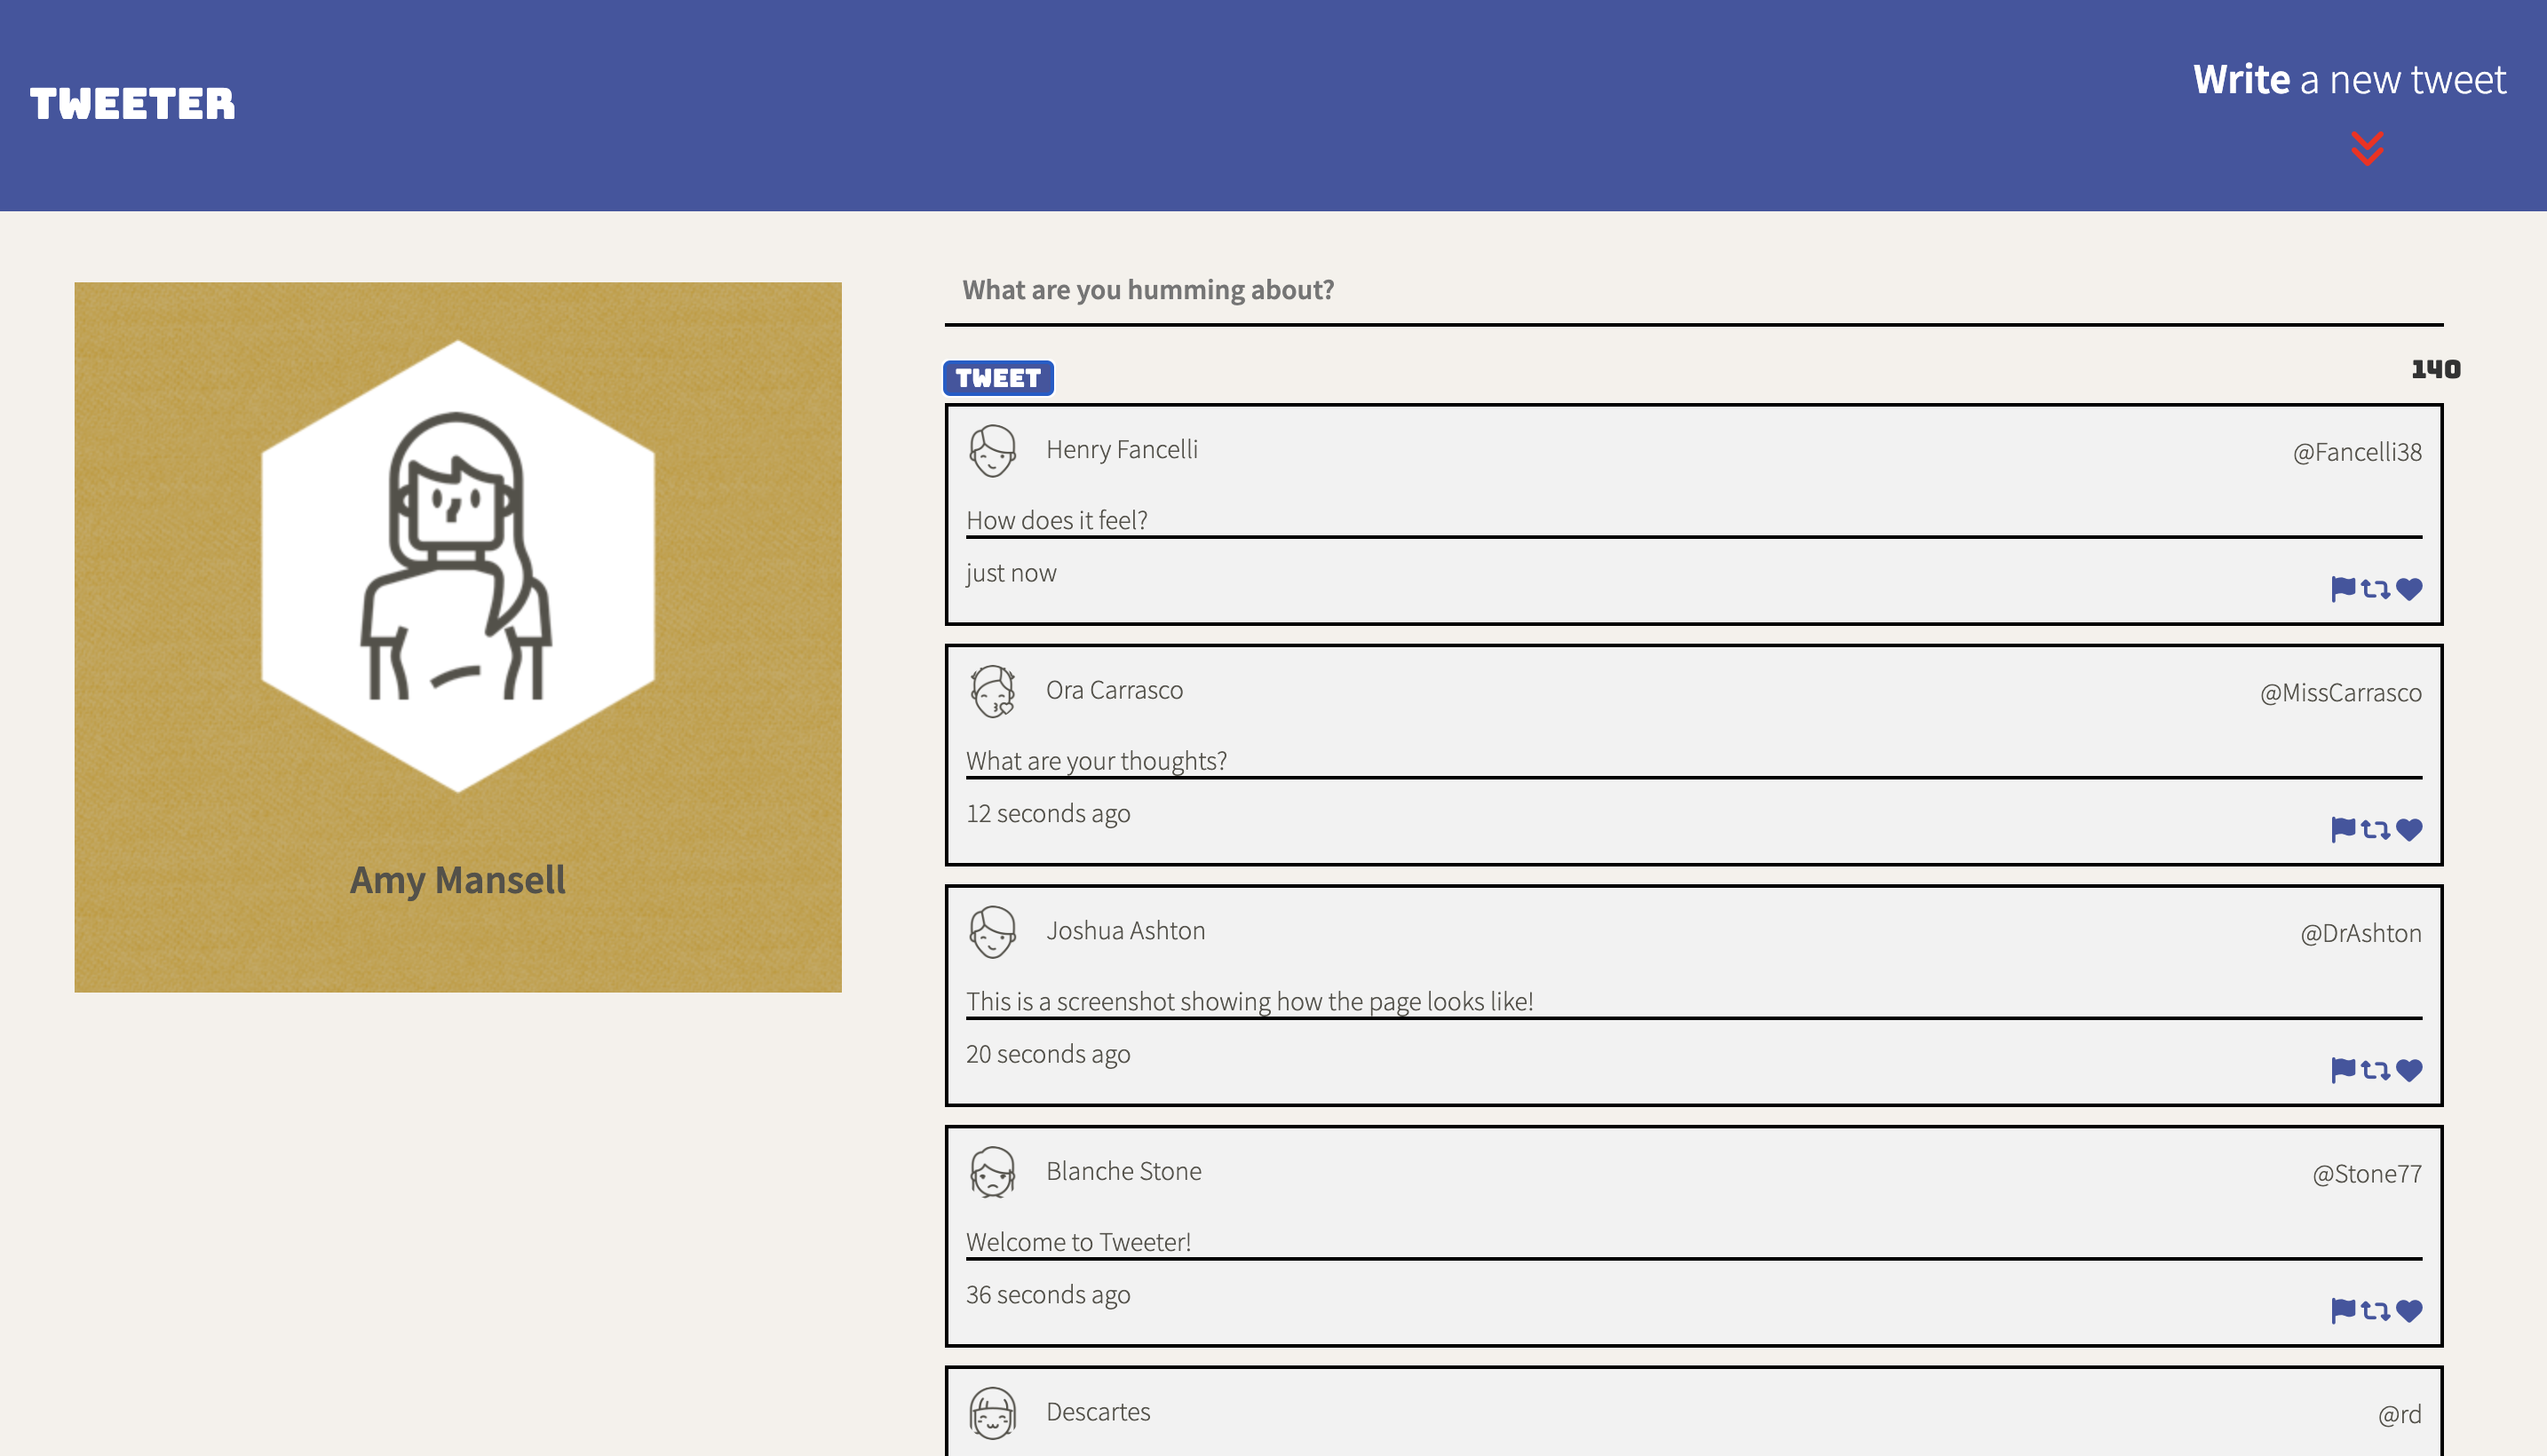 TWEETER
Write a new tweet
Amy Mansell
What are you humming about?
TWEET
140
Henry Fancelli
@Fancelli38
How does it feel?
just now
Ora Carrasco
@MissCarrasco
What are your thoughts?
12 seconds ago
Joshua Ashton
@DrAshton
This is a screenshot showing how the page looks like!
20 seconds ago
Blanche Stone
@Stone77
Welcome to Tweeter!
36 seconds ago
Descartes
@rd